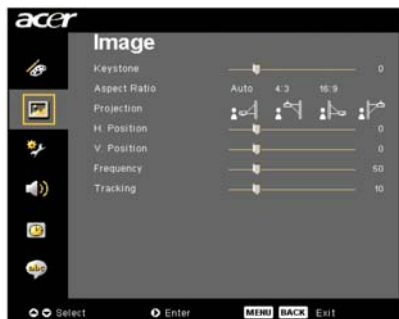 acer
Image
Keystone 0
Aspect Ratio Auto 4:3 16:9
Projection
H. Position 0
V. Position 0
Frequency 50
Tracking 10
abc
Select Enter MENU BACK Exit